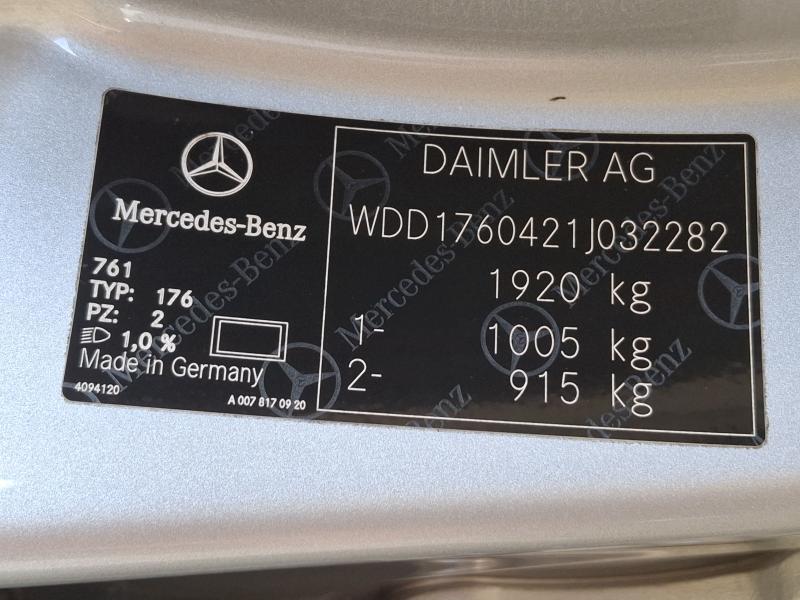 Mercedes-Benz
761
TYP: 176
PZ: 2
1,0 %
Made in Germany
4094120
A 007 817 09 20
DAIMLER AG
WDD1760421J032282
1920 kg
1- 1005 kg
2- 915 kg